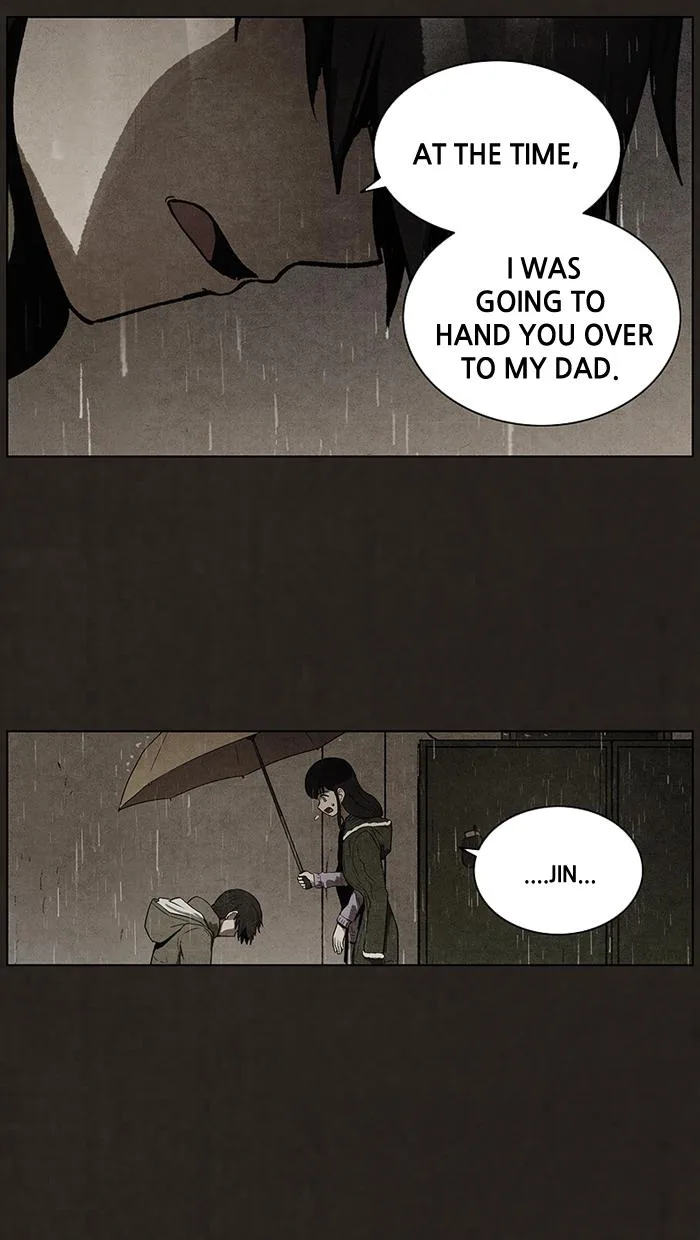 AT THE TIME,
I WAS
GOING TO
HAND YOU OVER
TO MY DAD.
....JIN...